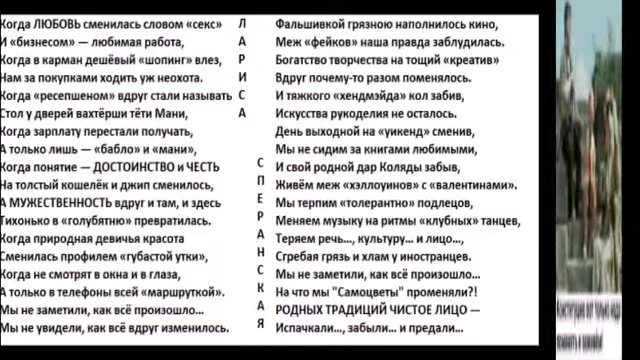 Когда ЛЮБОВЬ сменилась словом «секс»
И «бизнесом» — любимая работа,
Когда в карман дешёвый «шопинг» влез,
Нам за покупками ходить уж неохота.
Когда «ресепшеном» вдруг стали называть
Стол у дверей вахтёрши тёти Мани,
Когда зарплату перестали получать,
А только лишь — «бабло» и «мани»,
Когда понятие — ДОСТОИНСТВО и ЧЕСТЬ
На толстый кошелёк и джип сменилось,
А МУЖЕСТВЕННОСТЬ вдруг и там, и здесь
Тихонько в «голубятню» превратилась.
Когда природная девичья красота
Сменилась профилем «губастой утки»,
Когда не смотрят в окна и в глаза,
А только в телефоны всей «маршруткой».
Мы не заметили, как всё произошло…
Мы не увидели, как всё вдруг изменилось.
ЛАРИСА
СПЕРАНСКАЯ
Фальшивкой грязною наполнилось кино,
Меж «фейков» наша правда заблудилась.
Богатство творчества на тощий «креатив»
Вдруг почему-то разом поменялось.
И тяжкого «хендмэйда» кол забив,
Искусства рукоделия не осталось.
День выходной на «уикенд» сменив,
Мы не сидим за книгами любимыми,
И свой родной дар Коляды забыв,
Живём меж «хэллоуинов» с «валентинами».
Мы терпим «толерантно» подлецов,
Меняем музыку на ритмы «клубных» танцев,
Теряем речь…, культуру… и лицо…,
Сгребая грязь и хлам у иностранцев.
Мы не заметили, как всё произошло…
На что мы "Самоцветы" променяли?!
РОДНЫХ ТРАДИЦИЙ ЧИСТОЕ ЛИЦО —
Испачкали…, забыли… и предали…